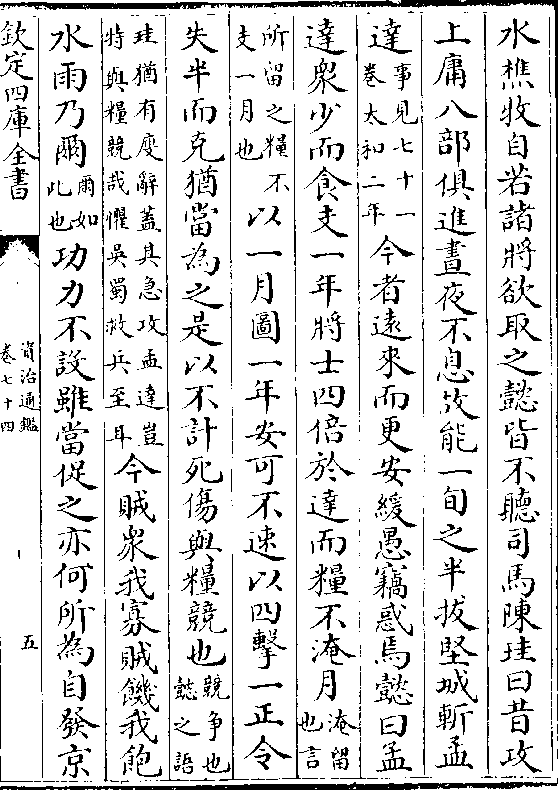 水樵牧自若諸將欲取之懿皆不聽司馬陳珪曰昔攻
上庸八部俱進晝夜不息故能一旬之半拔堅城斬孟
達事見七十一卷太和二年今者遠來而更安緩愚竊惑焉懿曰孟
達衆少而食支一年將士四倍於達而糧不淹月淹留也言
所留之糧不支一月也以一月圖一年安可不速以四擊一正令
失半而克猶當為之是以不計死傷與糧競也競争也懿之語
珪猶有廋辭蓋其急攻孟達豈特與糧競哉懼吳蜀救兵至耳今賊衆我寡賊饑我飽
水雨乃爾爾如此也功力不設雖當促之亦何所為自發京
欽定四庫全書
資治通鑑
卷七十四
五